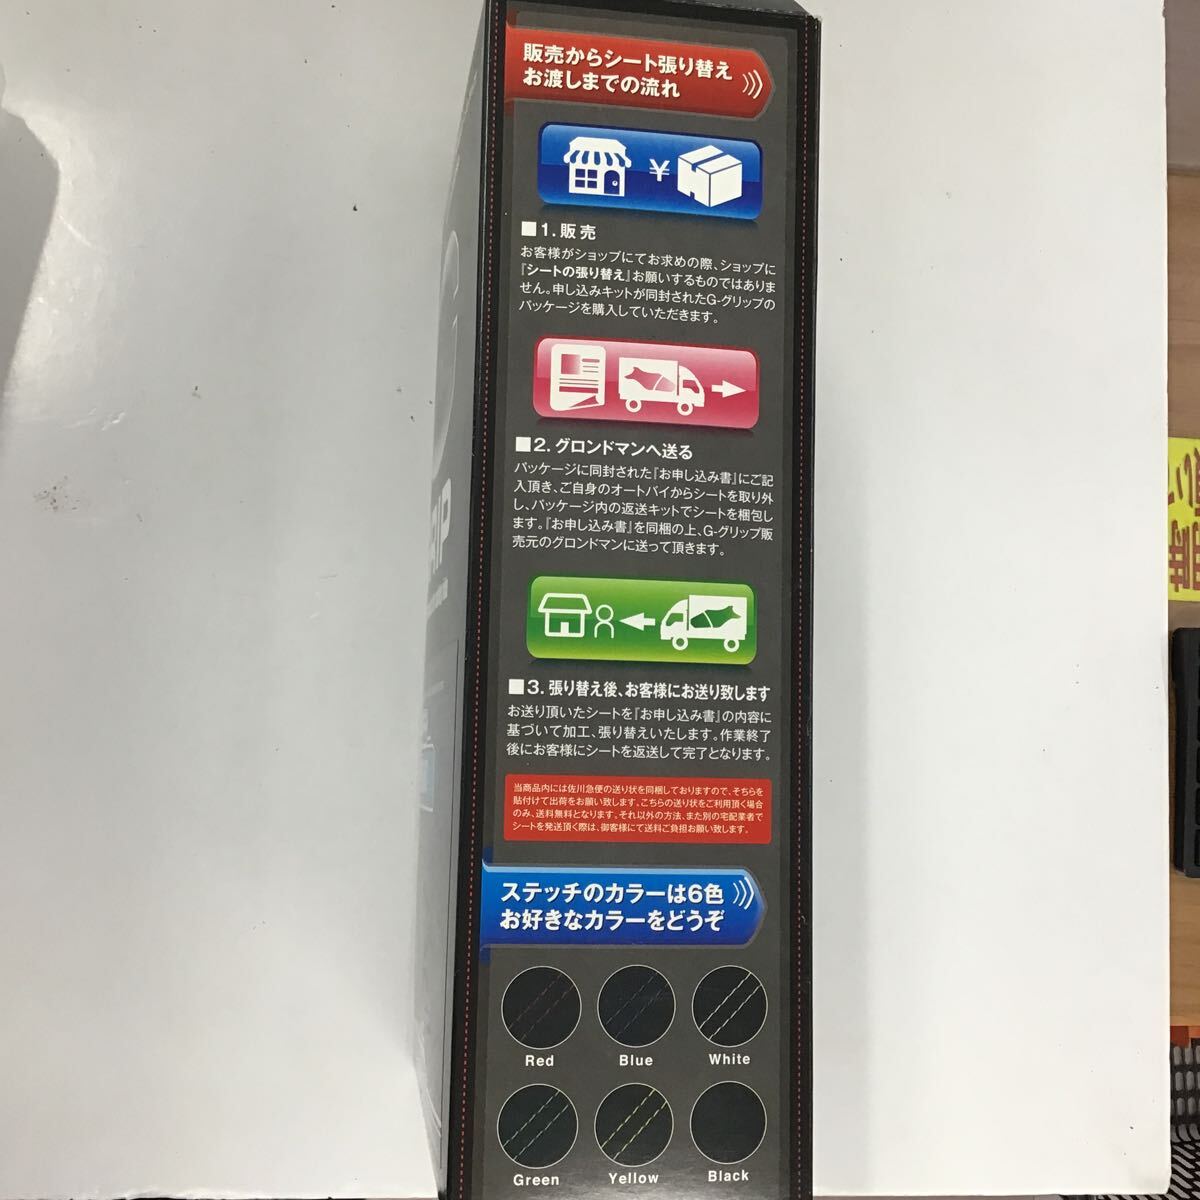 販売からシート張り替え
お渡しまでの流れ
¥
■1. 販売
お客様がショップにてお求めの際、ショップに
『シートの張り替え』お願いするものではありま
せん。申し込みキットが同封されたG-グリップの
パッケージを購入していただきます。
■2. グロンドマンへ送る
パッケージに同封された『お申し込み書』にご記
入頂き、ご自身のオートバイからシートを取り外
し、パッケージ内の返送キットでシートを梱包し
ます。『お申し込み書』を同梱の上、G-グリップ販
売元のグロンドマンに送って頂きます。
■3. 張り替え後、お客様にお送り致します
お送り頂いたシートを『お申し込み書』の内容に
基づいて加工、張り替えいたします。作業終了
後にお客様にシートを返送して完了となります。
当商品内には佐川急便の送り状を同梱しておりますので、そちらを
貼付けて出荷をお願い致します。こちらの送り状をご利用頂く場合
のみ、送料無料となります。それ以外の方法、また別の宅配業者で
シートを発送頂く際は、御客様にて送料ご負担お願い致します。
ステッチのカラーは6色
お好きなカラーをどうぞ
Red Blue White
Green Yellow Black